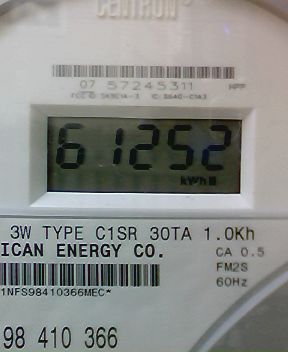 CENTRON
07 57245311 HPF
61252
kWh
3W TYPE C1SR 30TA 1.0Kh
ICAN ENERGY CO. CA 0.5
FM2S
60Hz
1NFS98410366MEC*
98 410 366